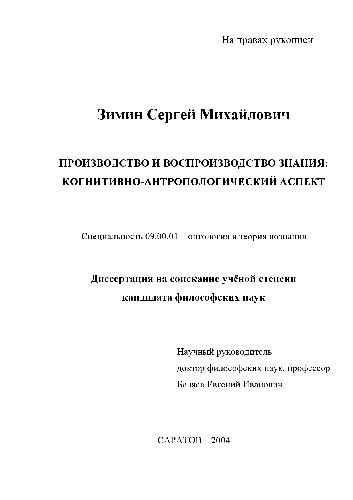 На правах рукописи
Зимин Сергей Михайлович
ПРОИЗВОДСТВО И ВОСПРОИЗВОДСТВО ЗНАНИЯ:
КОГНИТИВНО-АНТРОПОЛОГИЧЕСКИЙ АСПЕКТ
Специальность 09.00.01 – онтология и теория познания
Диссертация на соискание учёной степени
кандидата философских наук
Научный руководитель
доктор философских наук, профессор
Беляев Евгений Иванович
САРАТОВ – 2004